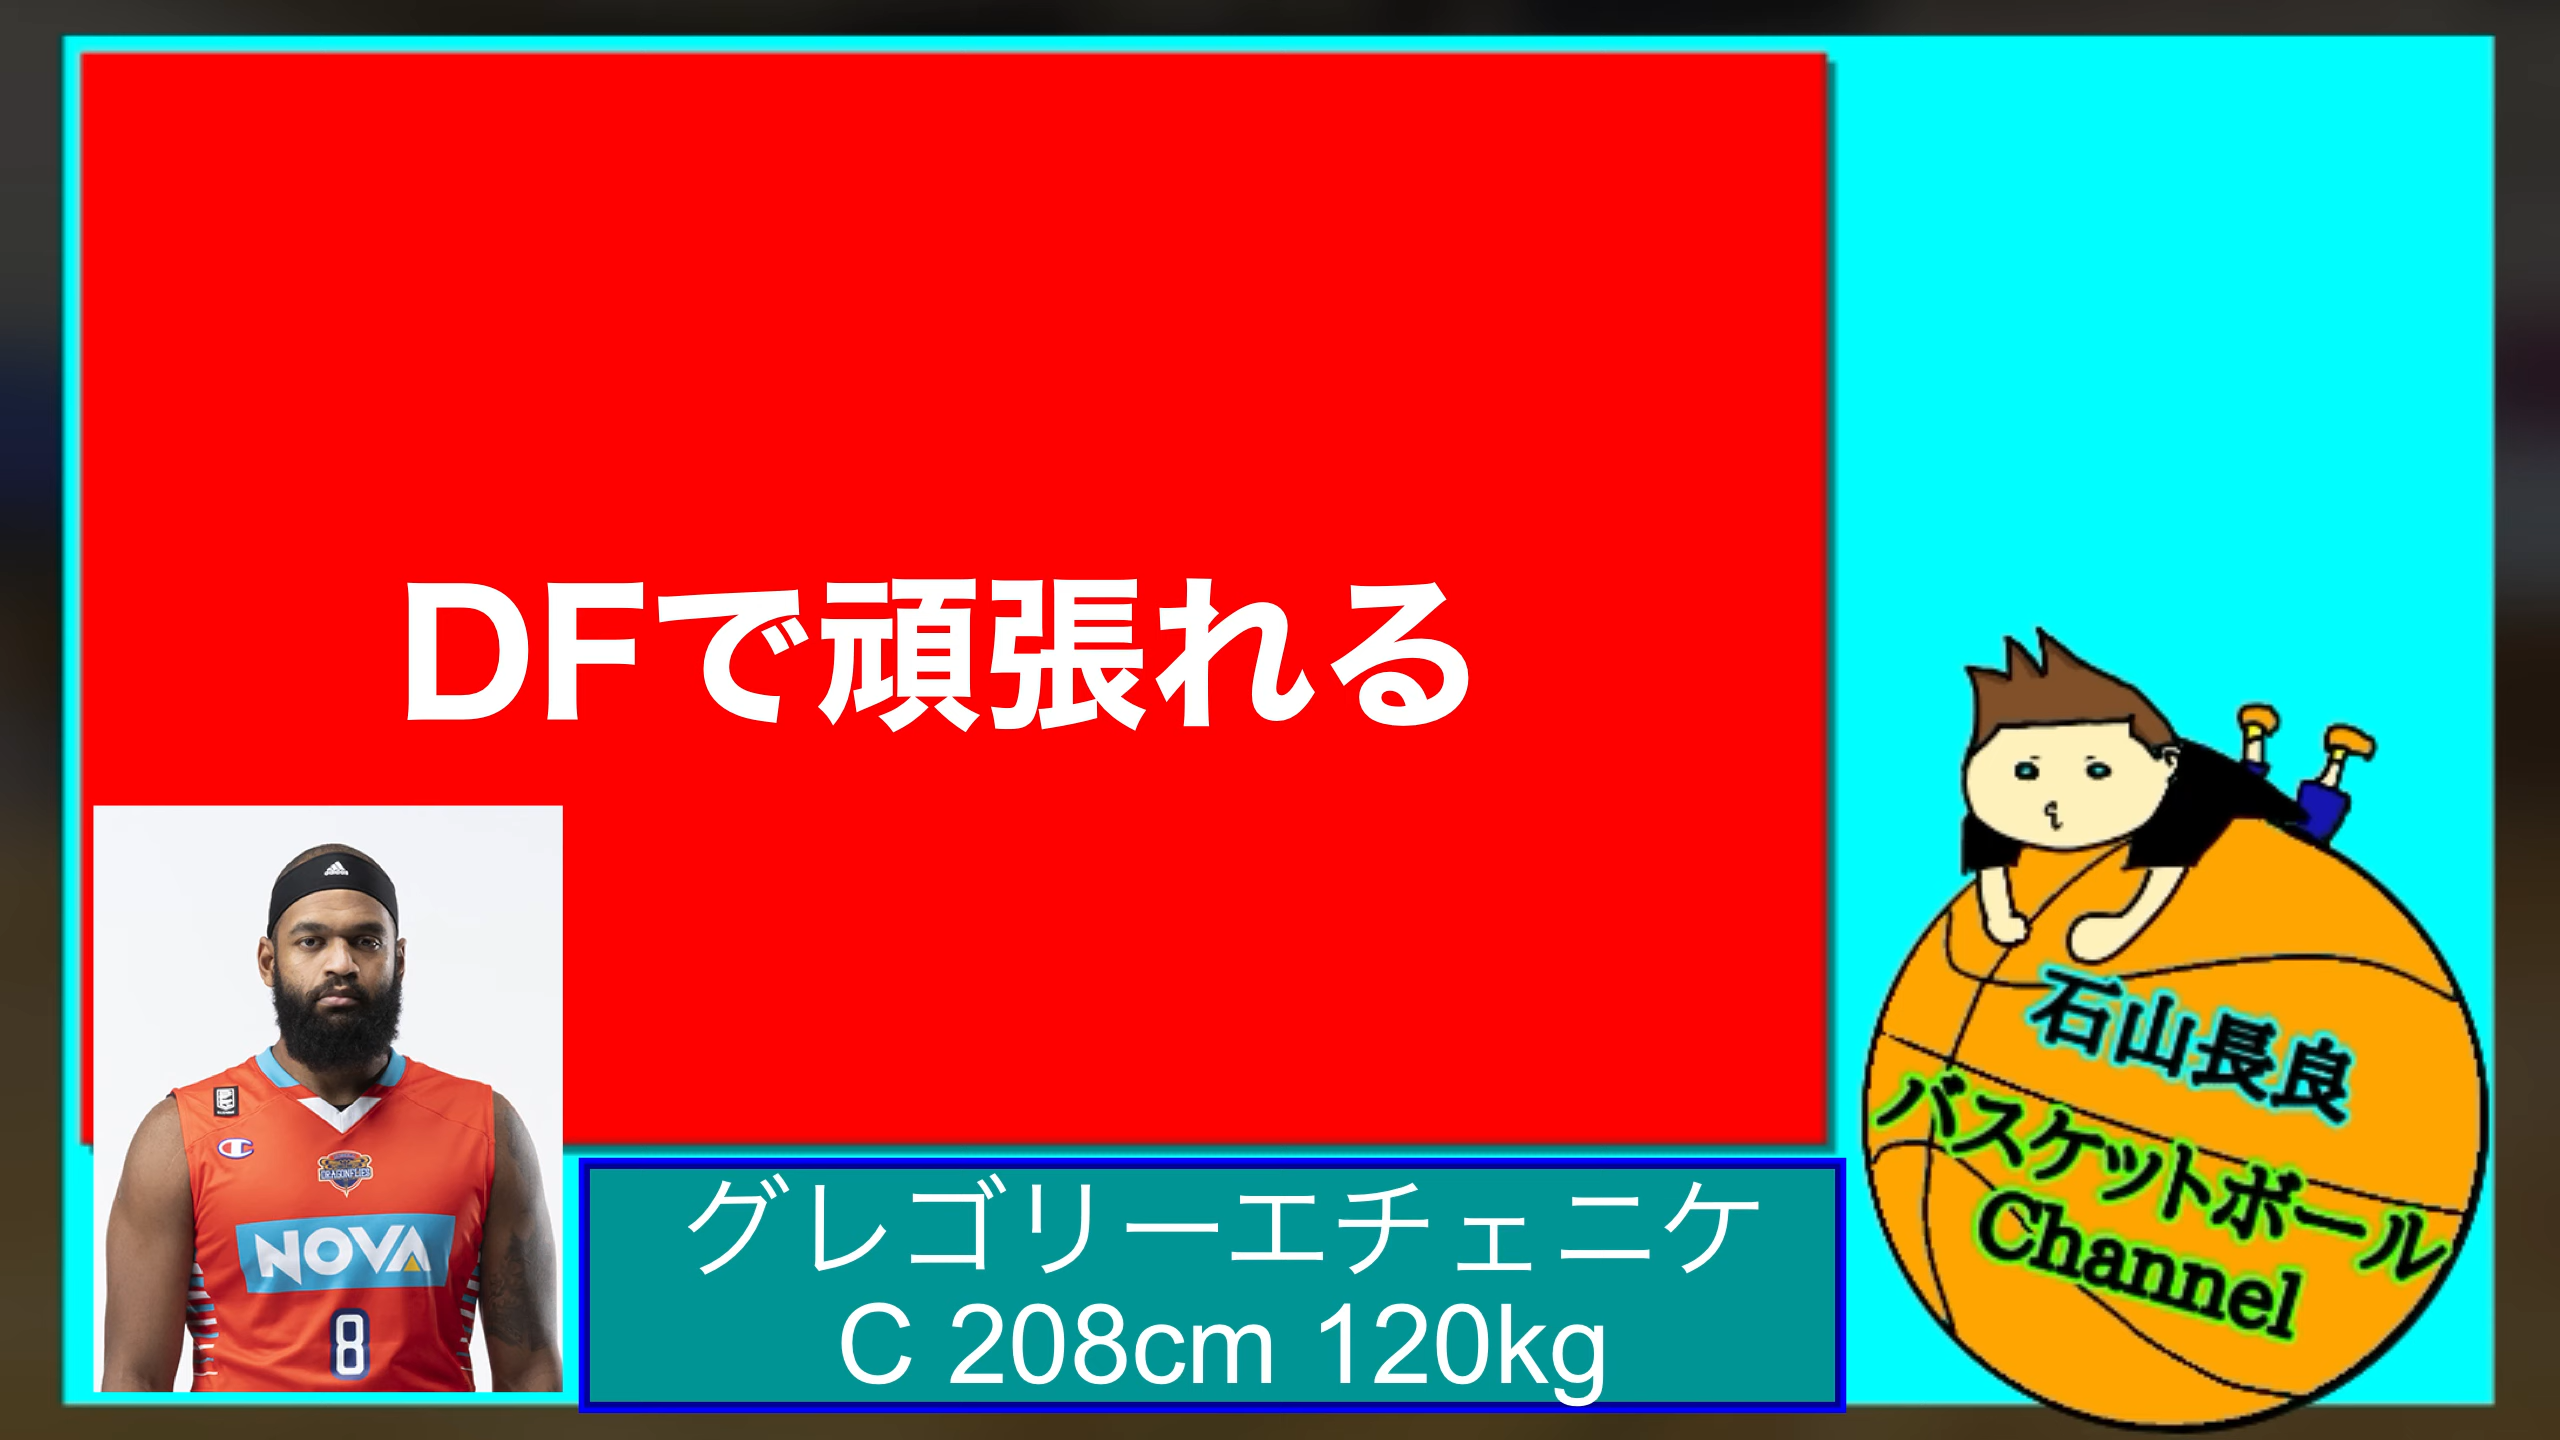 DFで頑張れる
DRAGONFLIES
NOVA
8
グレゴリーエチェニケ
C 208cm 120kg
石山長良
バスケットボール
Channel